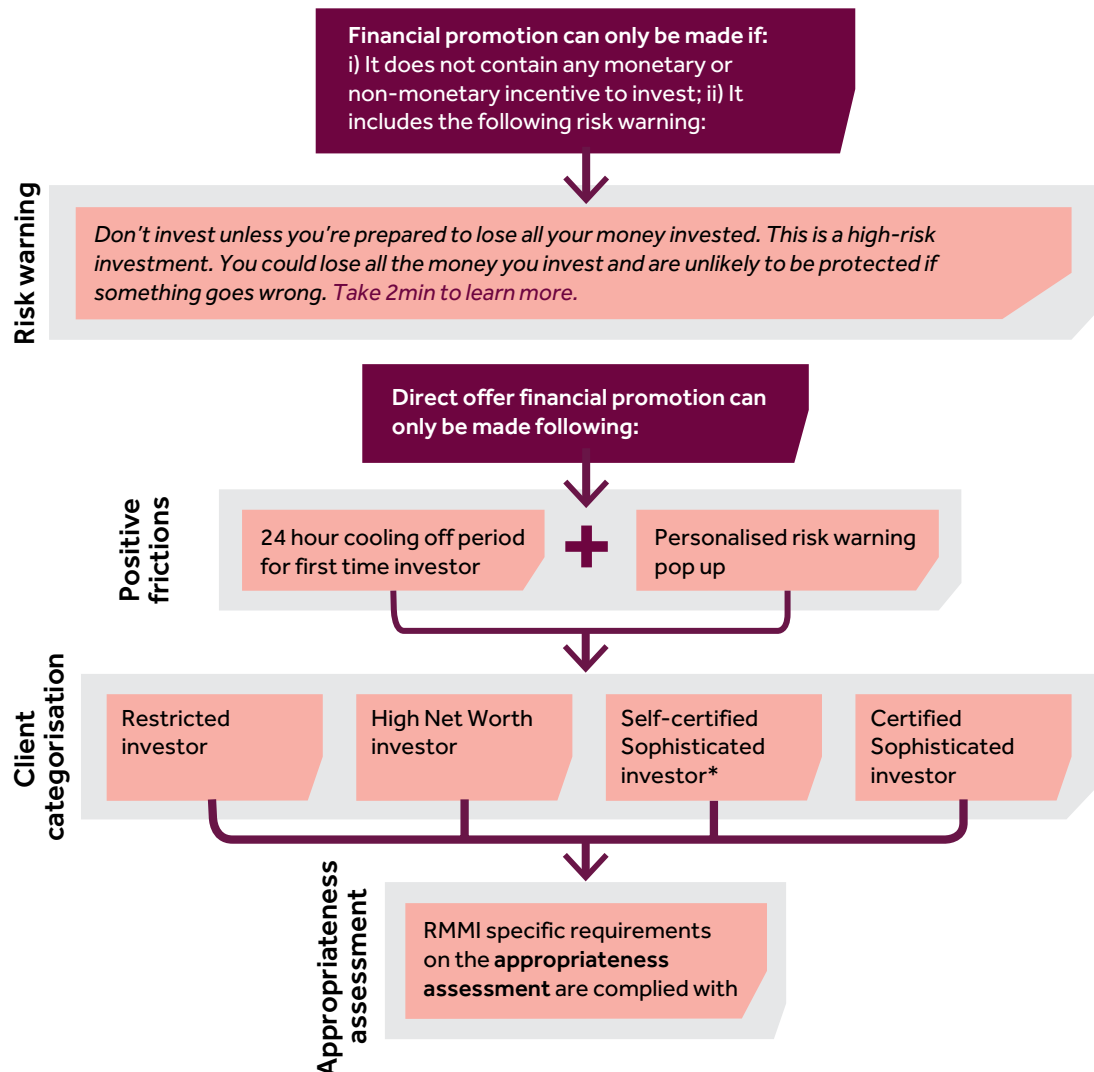 Financial promotion can only be made if:
i) It does not contain any monetary or
non-monetary incentive to invest; ii) It
includes the following risk warning:
Risk warning
Don't invest unless you're prepared to lose all your money invested. This is a high-risk
investment. You could lose all the money you invest and are unlikely to be protected if
something goes wrong. Take 2min to learn more.
Direct offer financial promotion can
only be made following:
Positive
frictions
24 hour cooling off period
for first time investor
+
Personalised risk warning
pop up
Client
categorisation
Restricted
investor
High Net Worth
investor
Self-certified
Sophisticated
investor*
Certified
Sophisticated
investor
Appropriateness
assessment
RMMI specific requirements
on the appropriateness
assessment are complied with